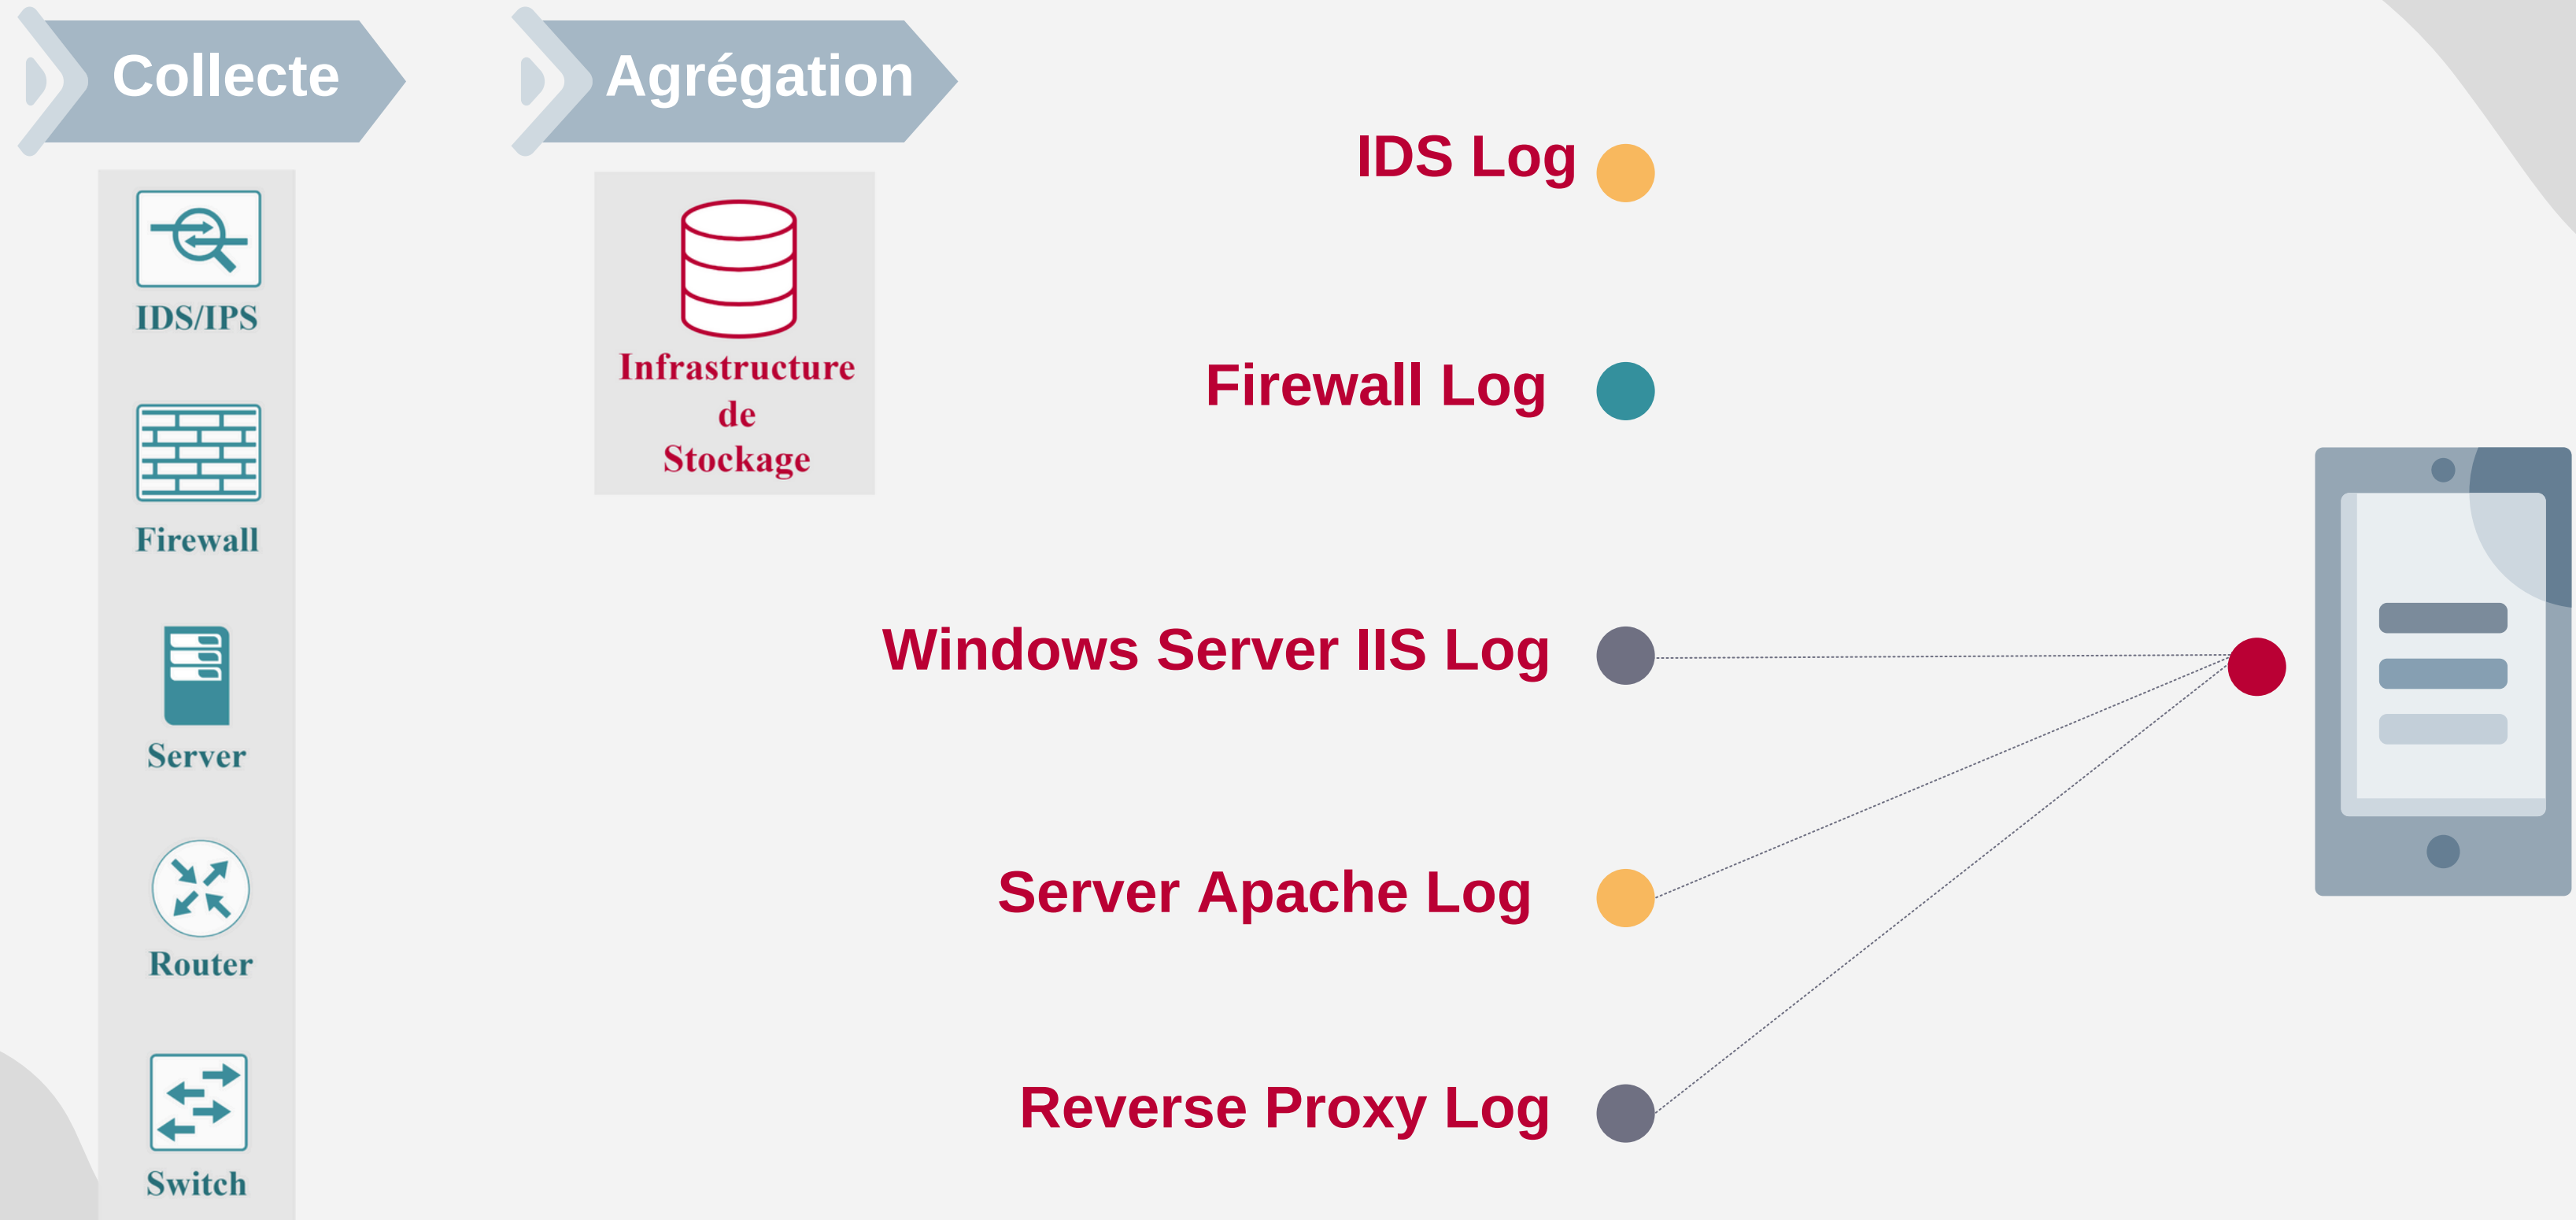 Collecte
Agrégation
IDS/IPS
Firewall
Server
Router
Switch
Infrastructure
de
Stockage
IDS Log
Firewall Log
Windows Server IIS Log
Server Apache Log
Reverse Proxy Log